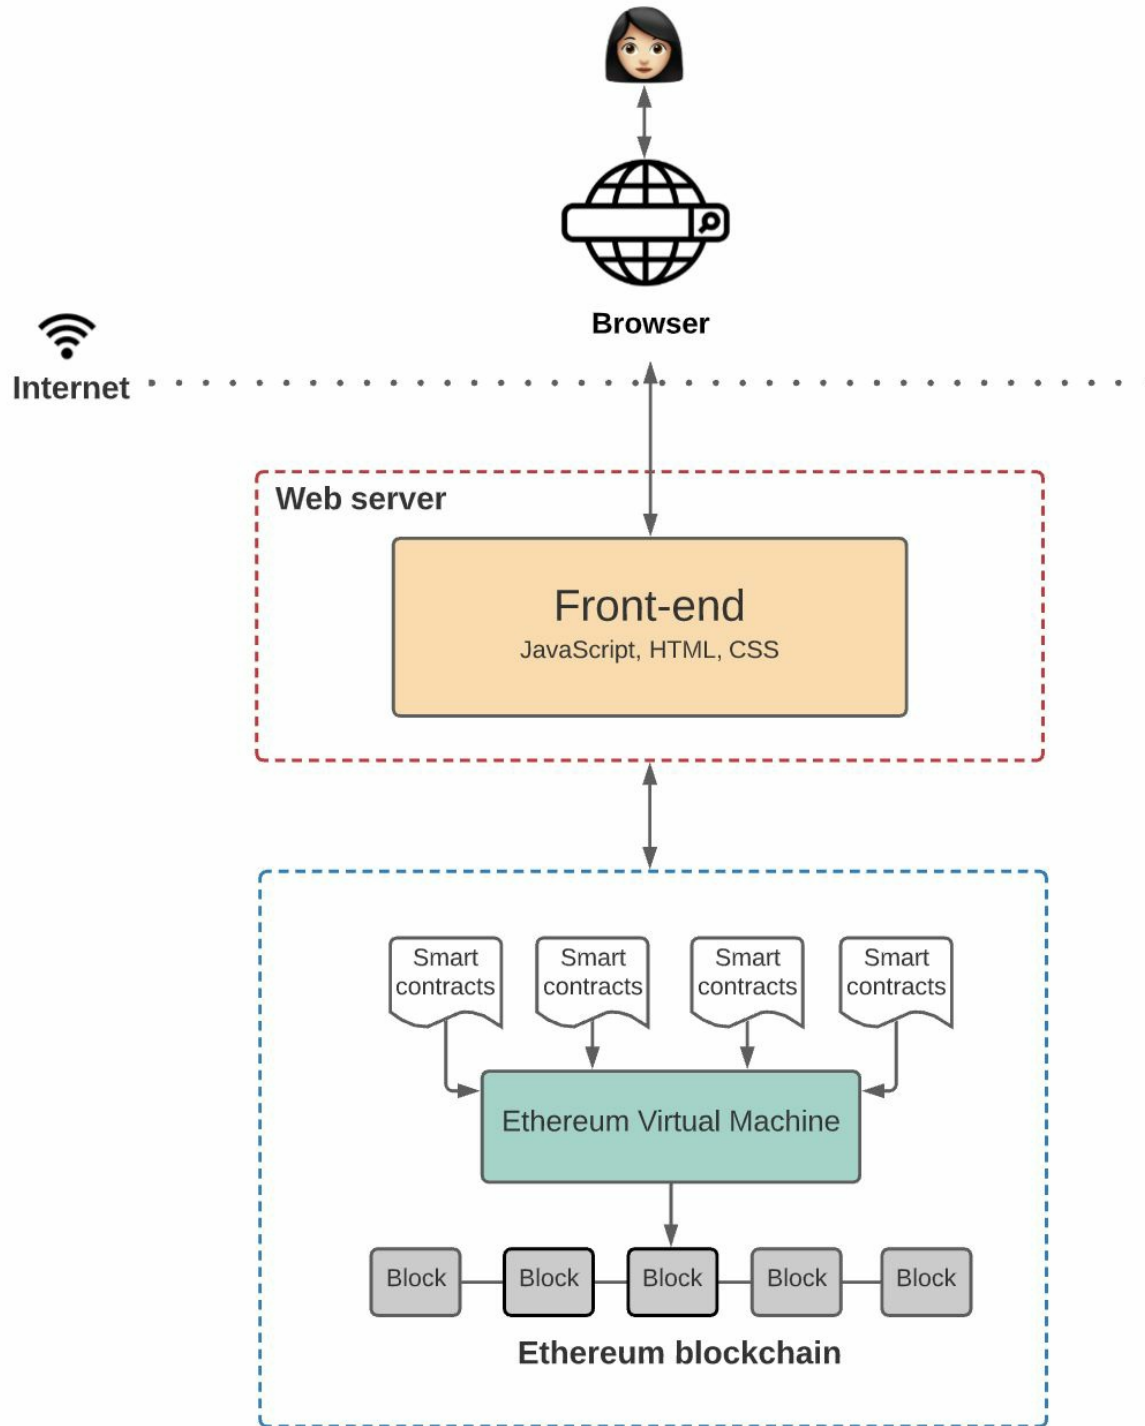 Browser
Internet
Web server
Front-end
JavaScript, HTML, CSS
Smart
contracts
Smart
contracts
Smart
contracts
Smart
contracts
Ethereum Virtual Machine
Block
Block
Block
Block
Block
Ethereum blockchain